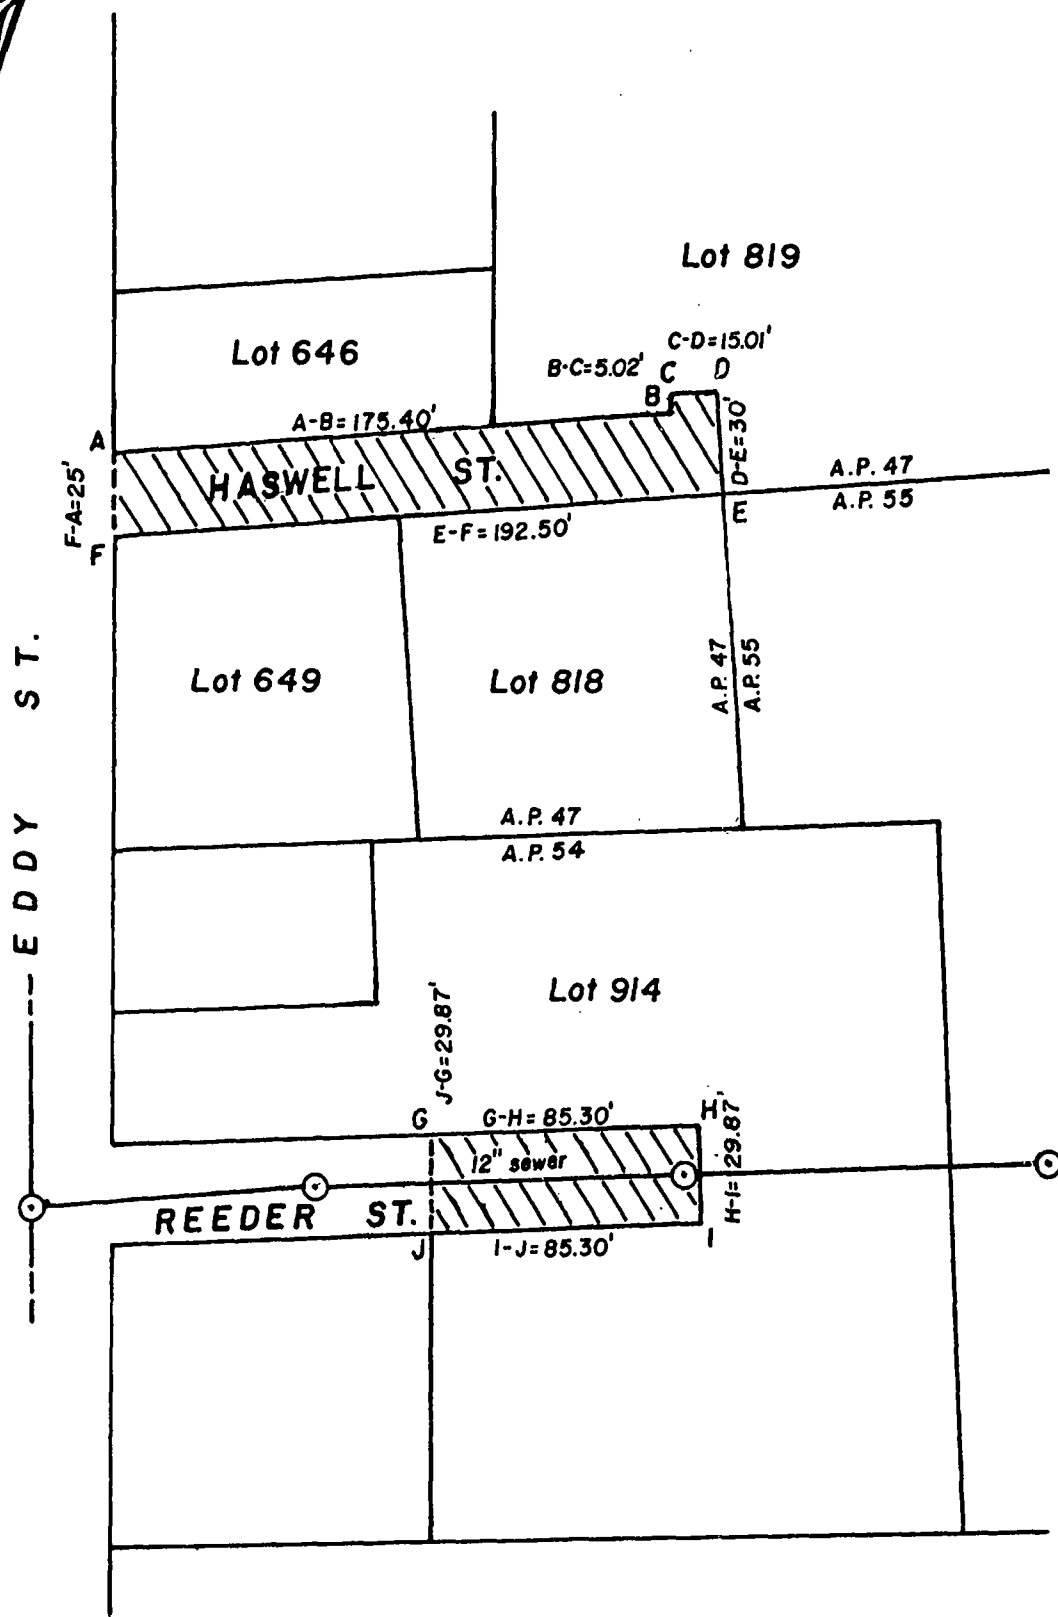 Lot 819
C-D=15.01'
B-C=5.02'
C
D
B
Lot 646
A-B=175.40'
A
D-E=30'
F-A=25'
HASWELL ST.
A.P. 47
A.P. 55
E
F
E-F=192.50'
EDDY ST.
Lot 649
Lot 818
A.P. 47
A.P. 55
A.P. 47
A.P. 54
Lot 914
J-G=29.87'
G
G-H=85.30'
H
12" sewer
H-I=29.87'
REEDER ST.
J
I-J=85.30'
I